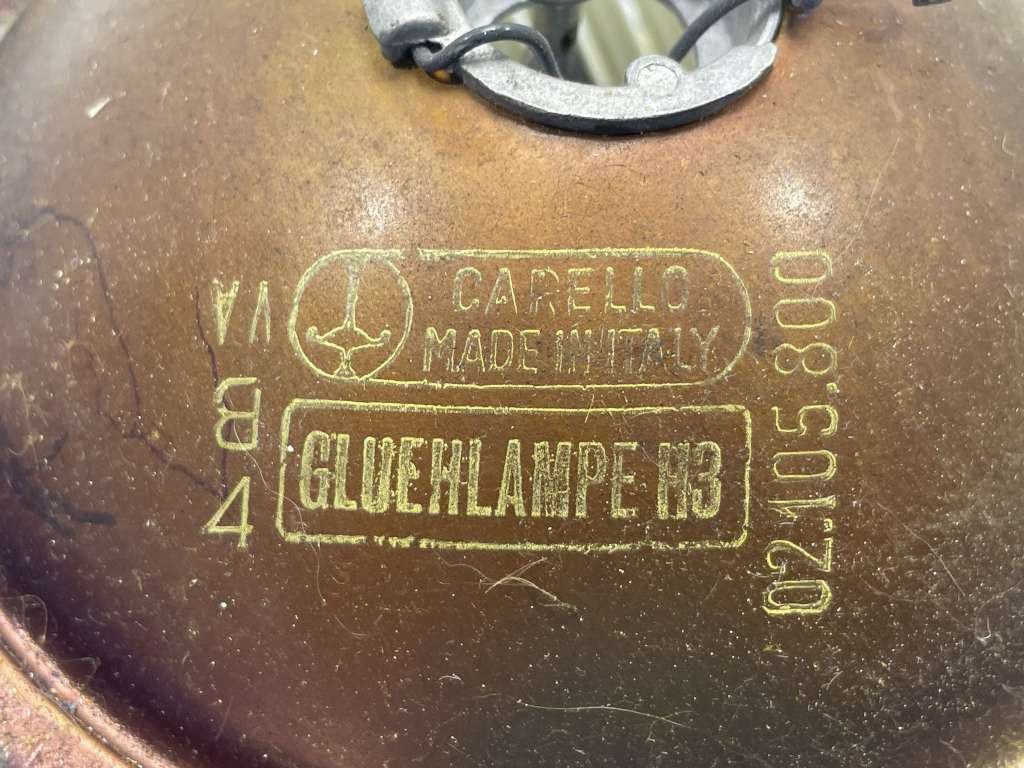 CARELLO
MADE IN ITALY
VA
B
4
GLUEHLAMPE H3
02.105.800